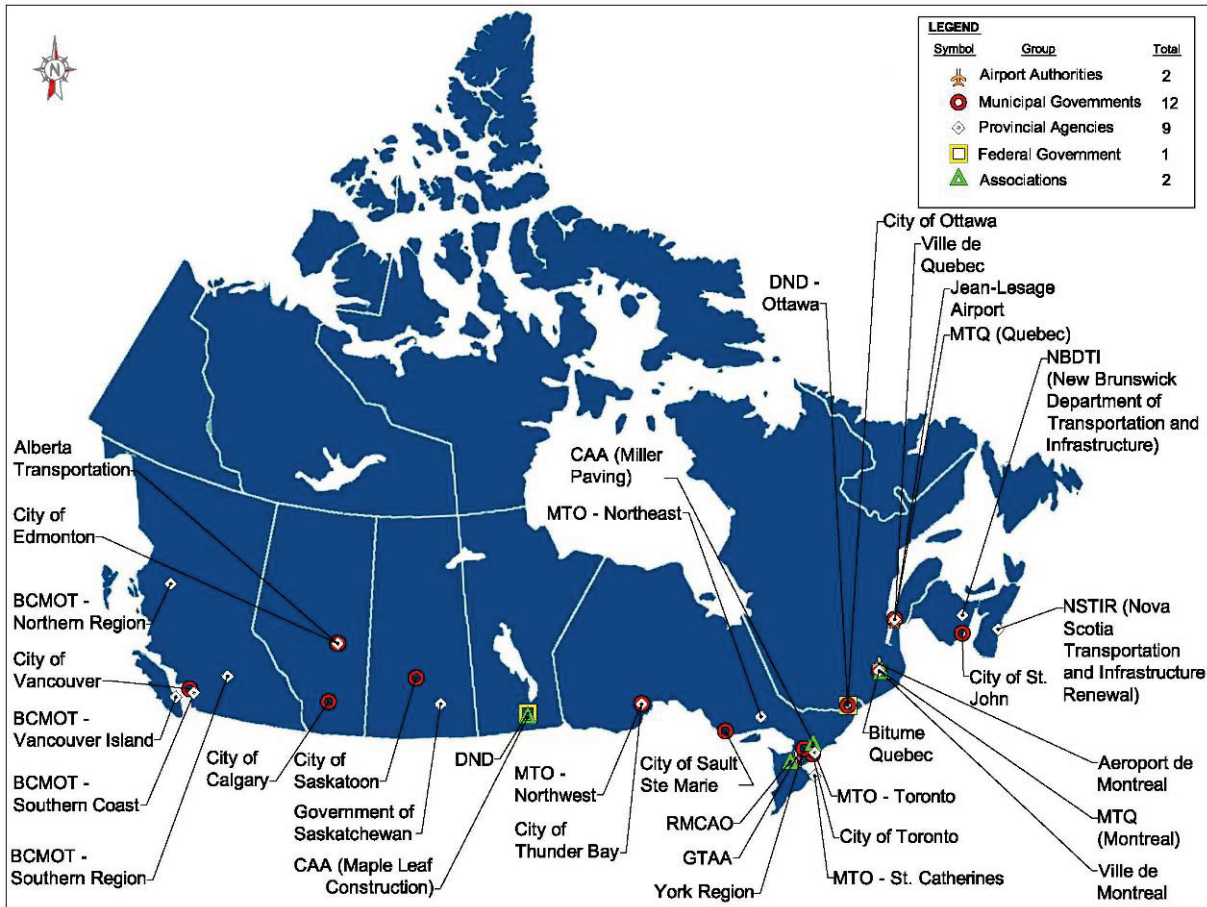 LEGEND
Symbol Group Total
Airport Authorities 2
Municipal Governments 12
Provincial Agencies 9
Federal Government 1
Associations 2
N
City of Ottawa
Ville de
Quebec
DND -
Ottawa
Jean-Lesage
Airport
MTQ (Quebec)
NBDTI
(New Brunswick
Department of
Transportation and
Infrastructure)
Alberta
Transportation
CAA (Miller
Paving)
City of
Edmonton
MTO - Northeast
BCMOT -
Northern Region
NSTIR (Nova
Scotia
Transportation
and Infrastructure
Renewal)
City of
Vancouver
City of St.
John
BCMOT -
Vancouver Island
Bitume
Quebec
City of
Calgary
City of
Saskatoon
DND
MTO -
Northwest
City of Sault
Ste Marie
Aeroport de
Montreal
BCMOT -
Southern Coast
Government of
Saskatchewan
MTO - Toronto
RMCAO
MTQ
(Montreal)
City of
Thunder Bay
City of Toronto
BCMOT -
Southern Region
CAA (Maple Leaf
Construction)
GTAA
York Region
MTO - St. Catherines
Ville de
Montreal